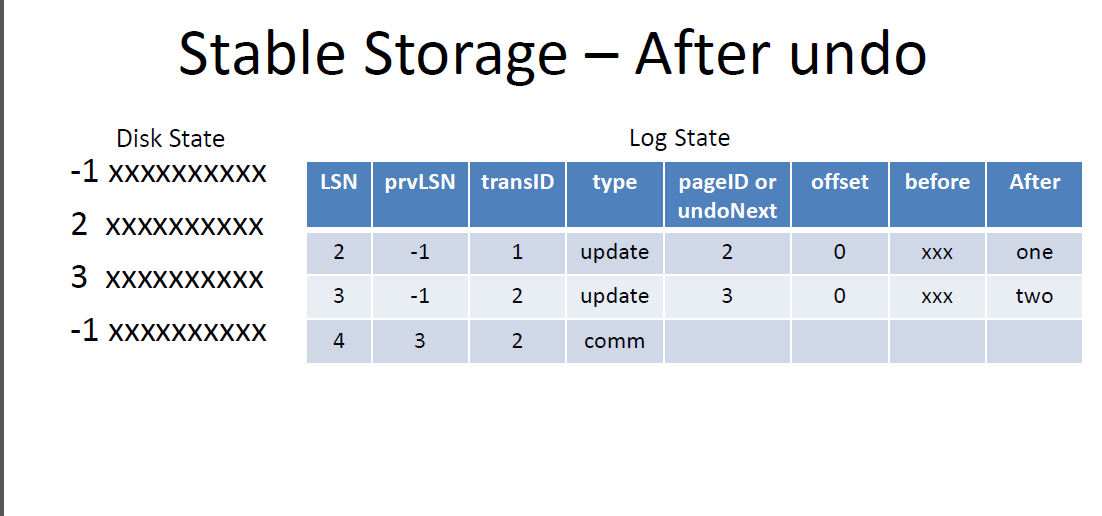 Stable Storage – After undo
Disk State
-1 xxxxxxxxxx
2 xxxxxxxxxx
3 xxxxxxxxxx
-1 xxxxxxxxxx
Log State
LSN prvLSN transID type pageID or undoNext offset before After
2 -1 1 update 2 0 xxx one
3 -1 2 update 3 0 xxx two
4 3 2 comm